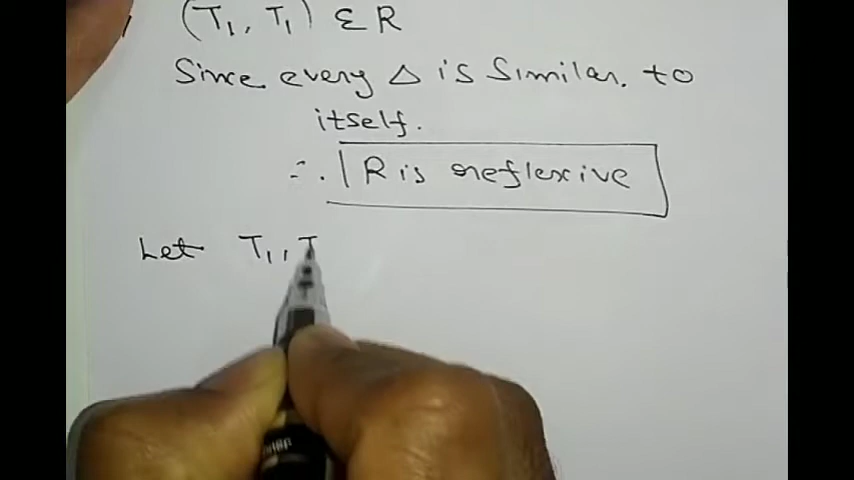 (T₁, T₁) ε R
Since every Δ is Similar. to
itself.
∴ R is reflexive
Let T₁, T